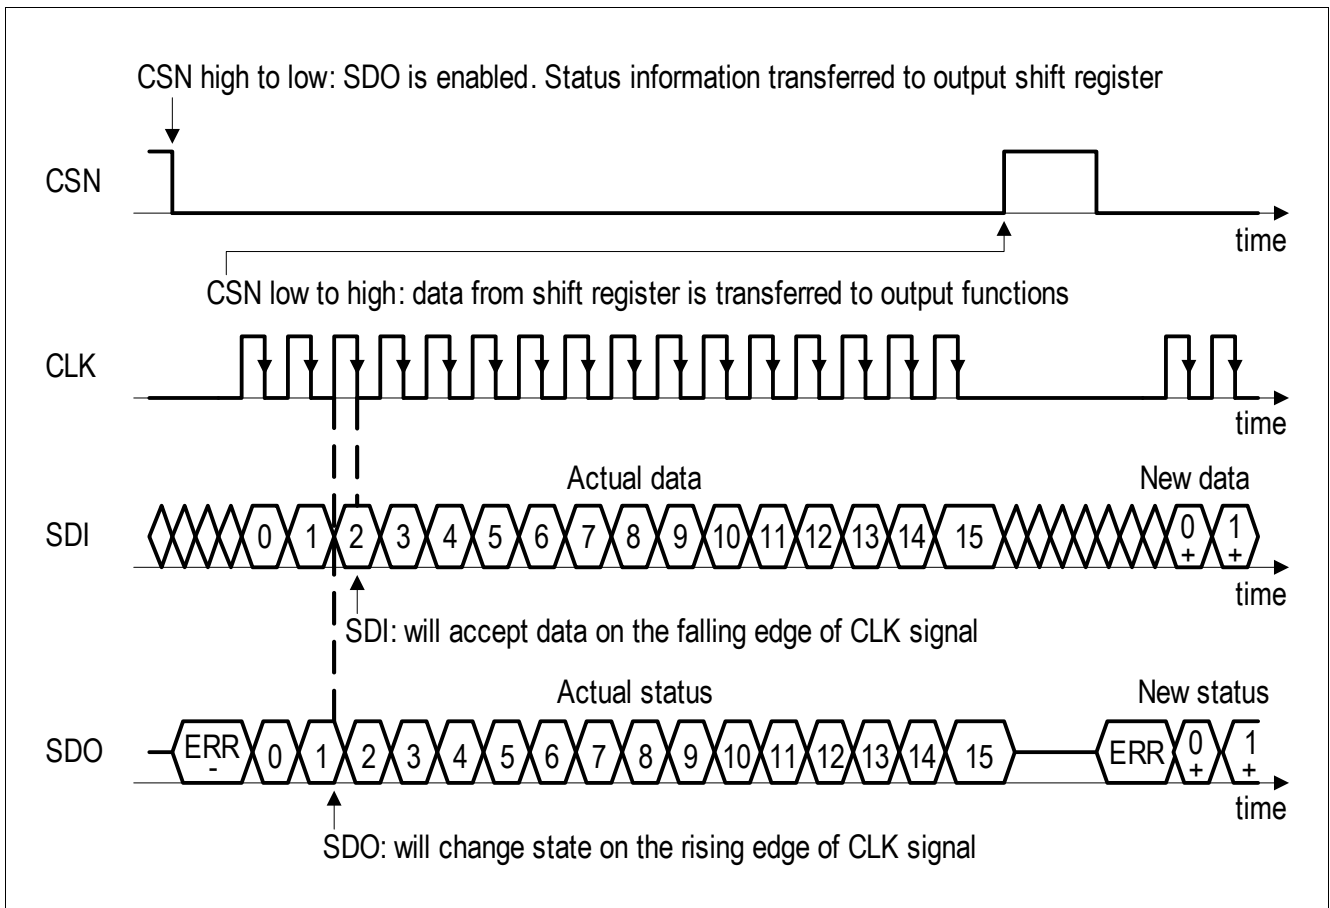 CSN high to low: SDO is enabled. Status information transferred to output shift register
CSN
time
CSN low to high: data from shift register is transferred to output functions
CLK
time
Actual data
New data
SDI
0 1 2 3 4 5 6 7 8 9 10 11 12 13 14 15 0+ 1+
time
SDI: will accept data on the falling edge of CLK signal
Actual status
New status
SDO
ERR- 0 1 2 3 4 5 6 7 8 9 10 11 12 13 14 15 ERR 0+ 1+
time
SDO: will change state on the rising edge of CLK signal